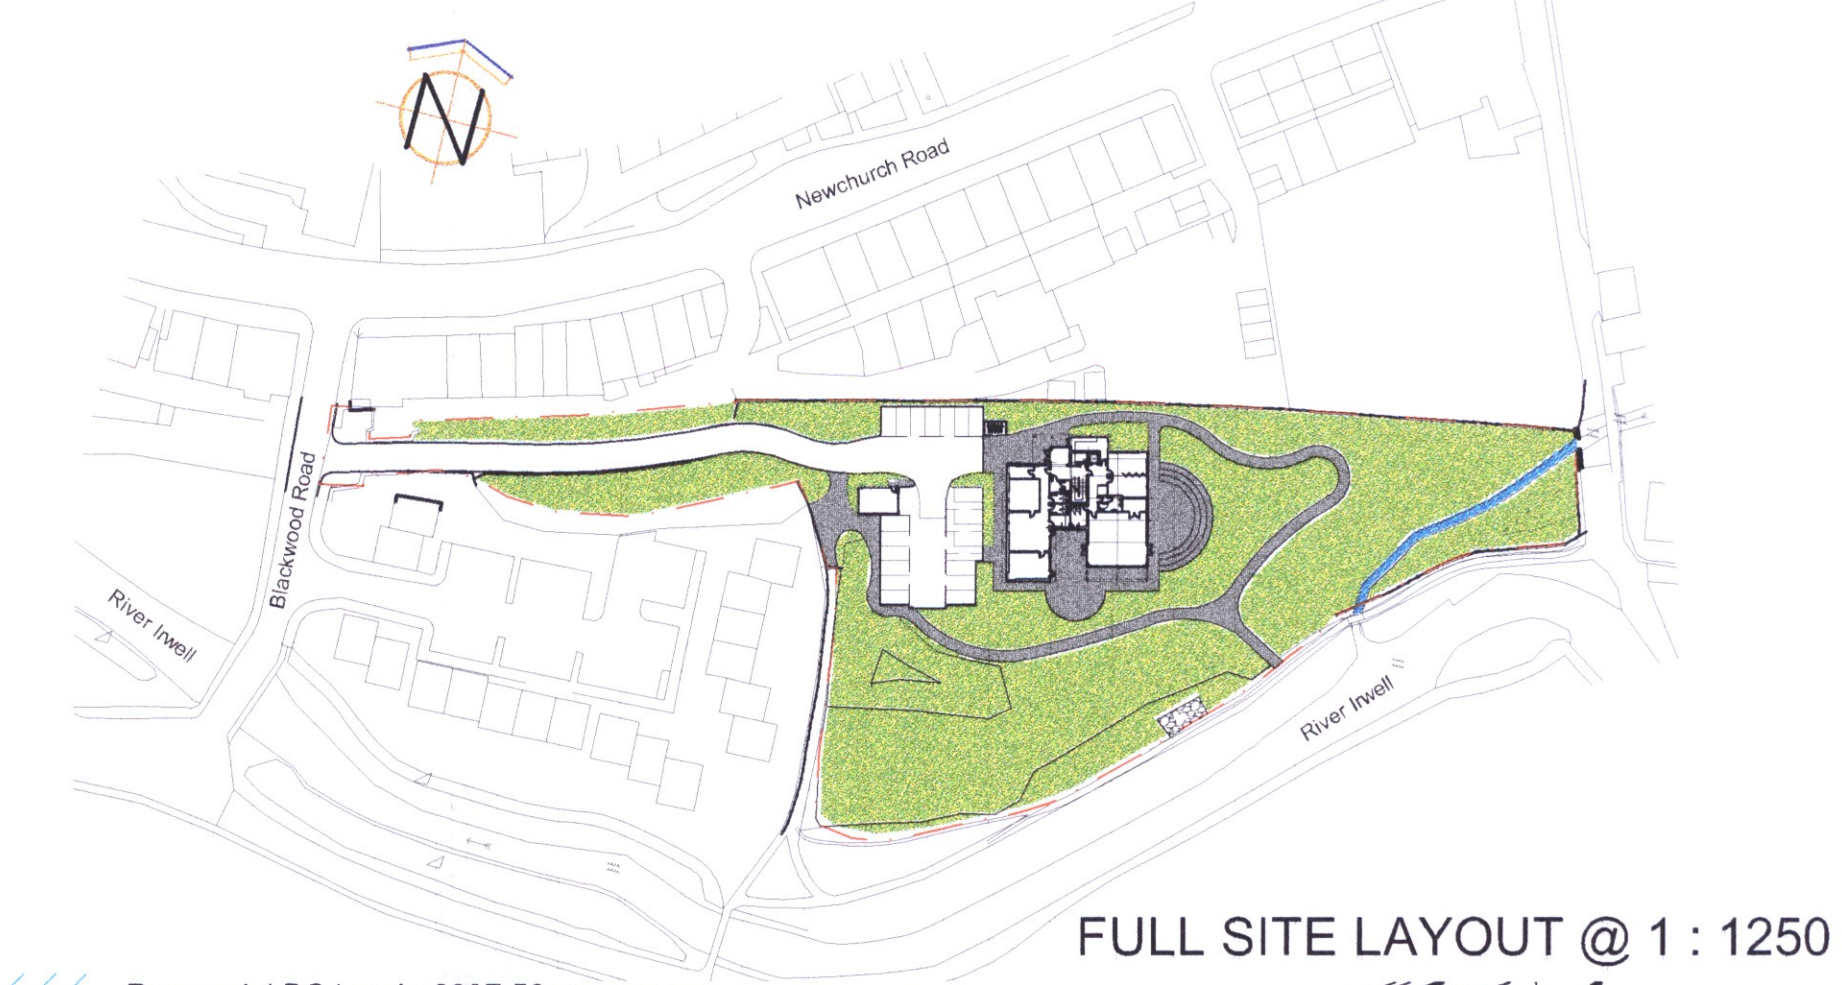 N
Newchurch Road
Blackwood Road
River Irwell
River Irwell
FULL SITE LAYOUT @ 1 : 1250